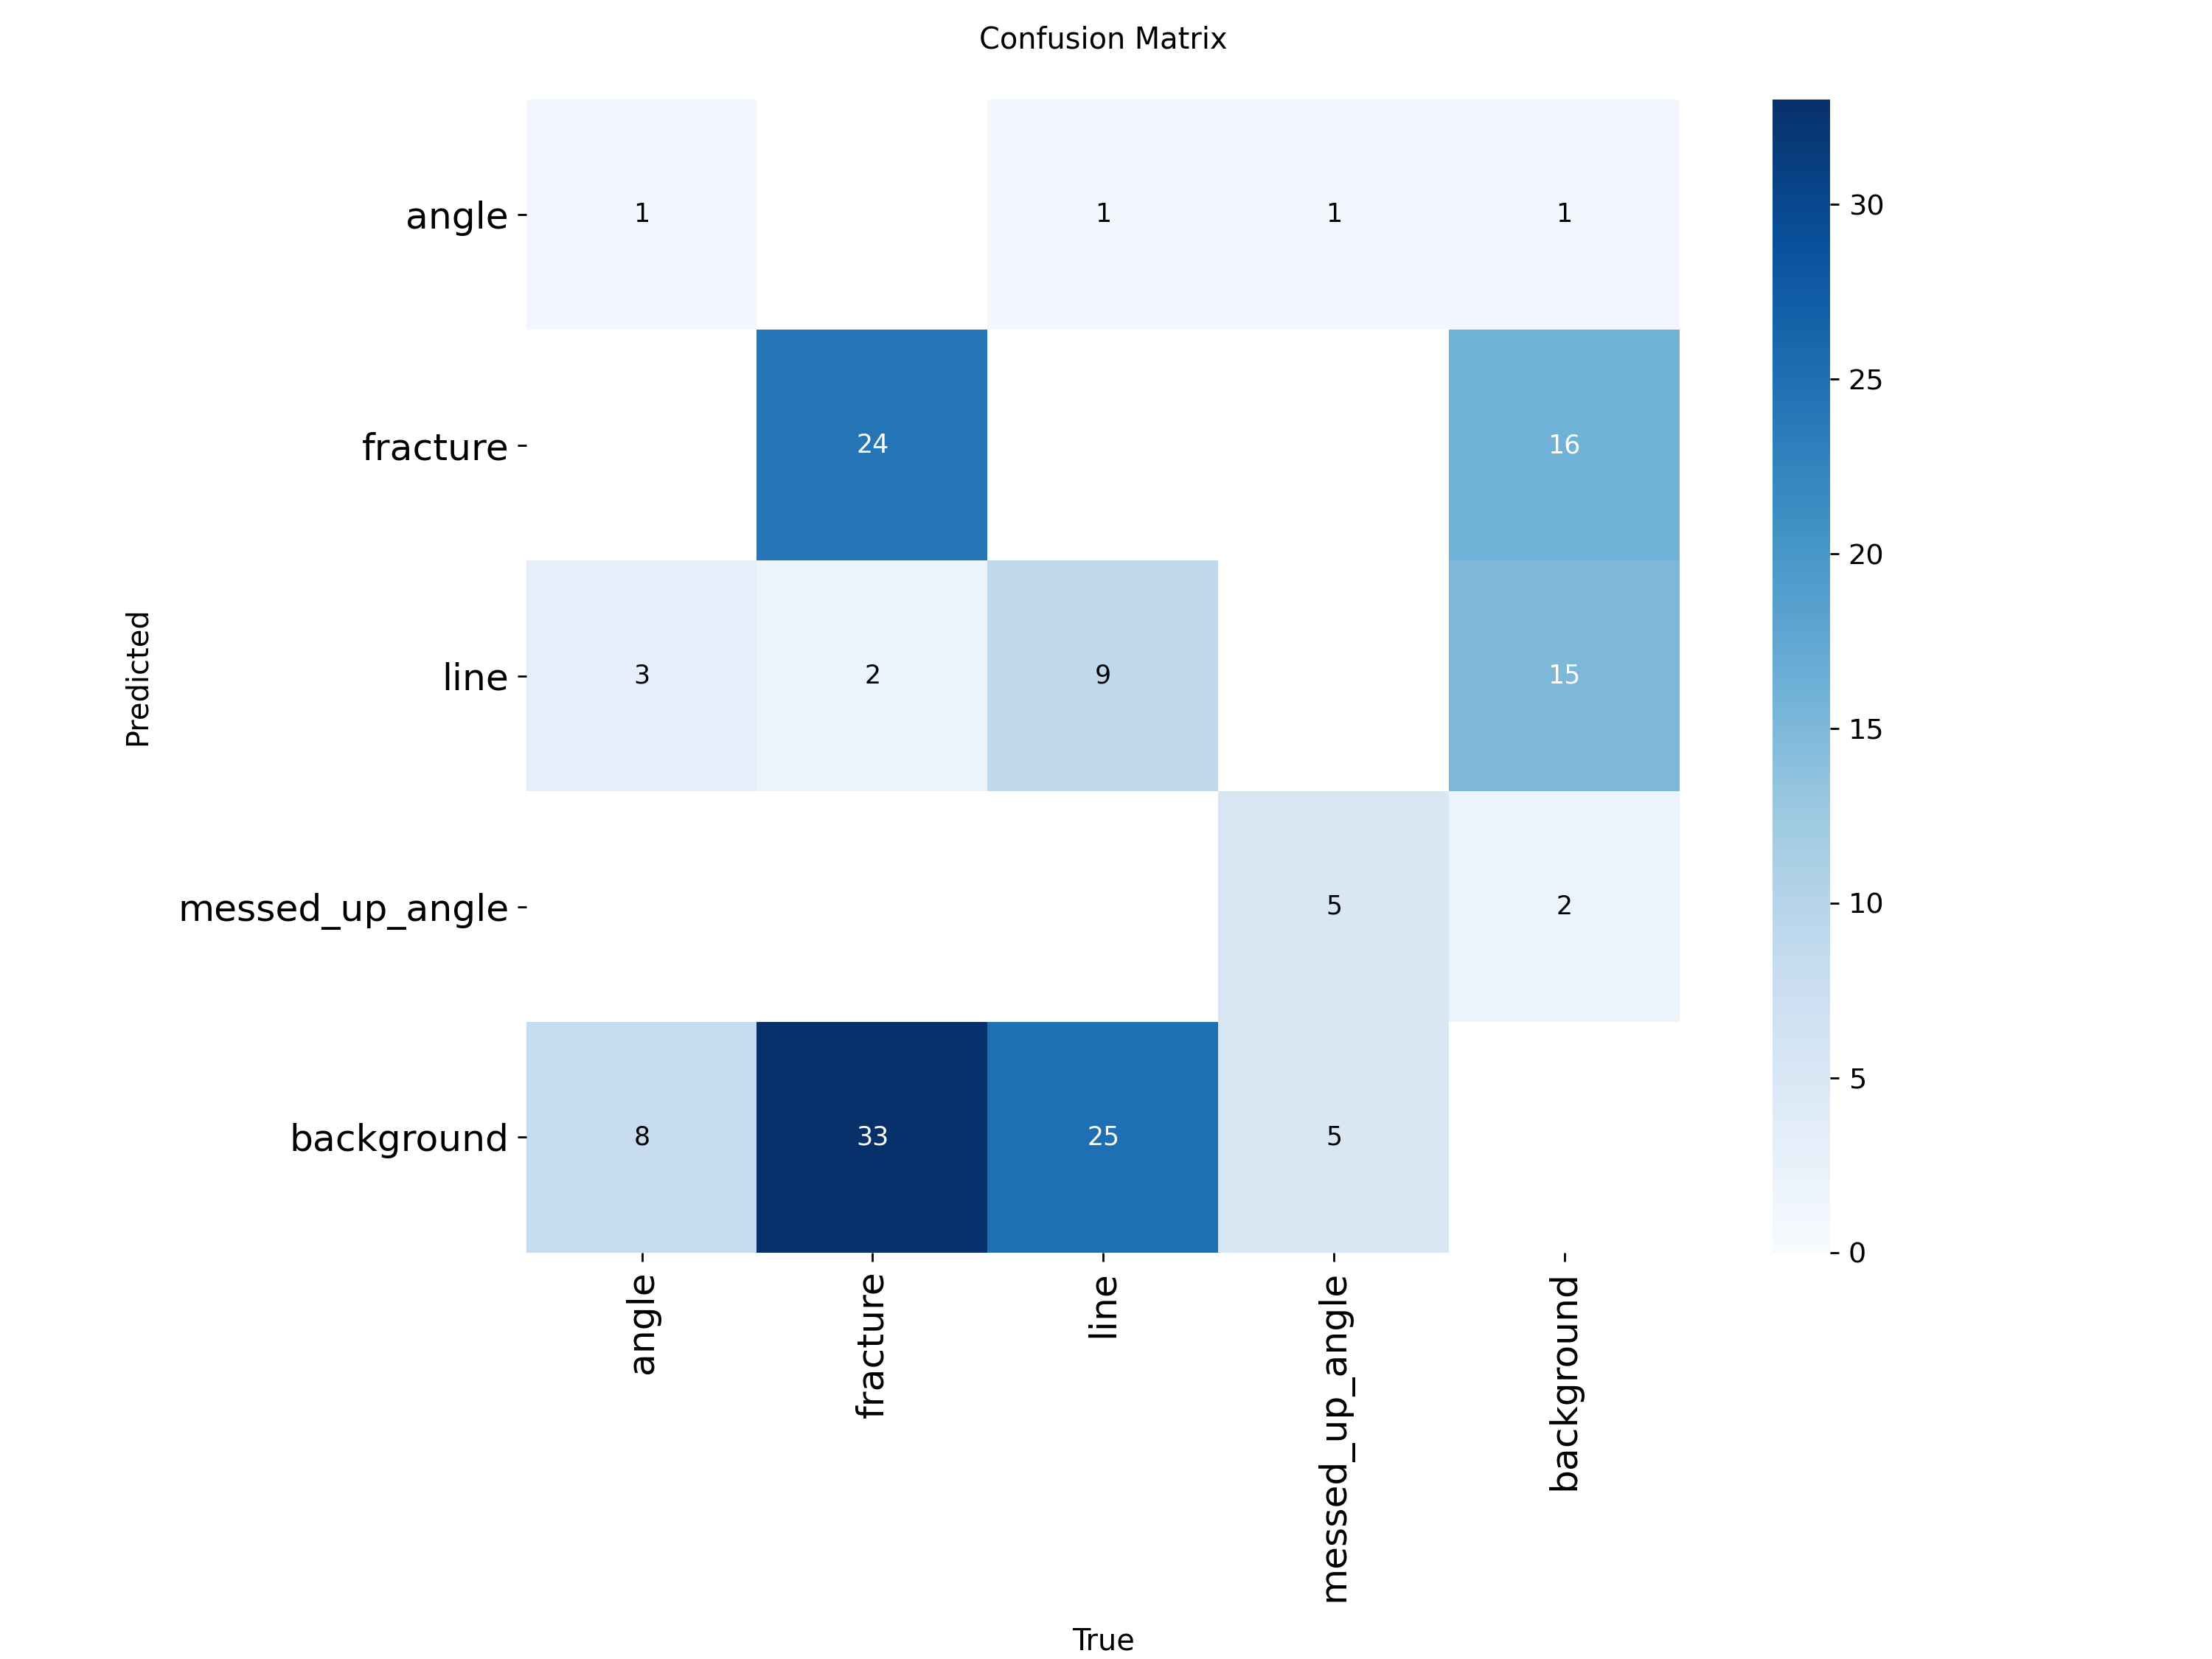 Confusion Matrix
angle
1
1
1
1
30
fracture
24
16
25
20
line
3
2
9
15
15
Predicted
messed_up_angle
5
2
10
background
8
33
25
5
5
0
angle
fracture
line
messed_up_angle
background
True